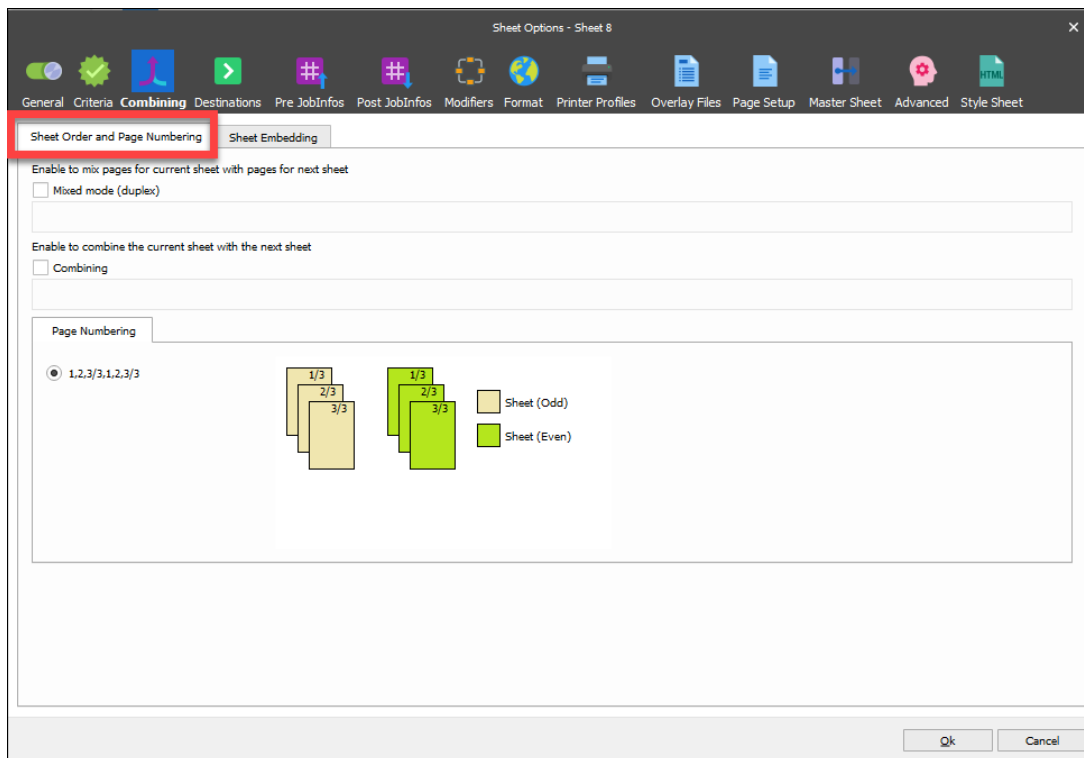 Sheet Options - Sheet 8
General Criteria Combining Destinations Pre JobInfos Post JobInfos Modifiers Format Printer Profiles Overlay Files Page Setup Master Sheet Advanced Style Sheet
HTML
Sheet Order and Page Numbering Sheet Embedding
Enable to mix pages for current sheet with pages for next sheet
Mixed mode (duplex)
Enable to combine the current sheet with the next sheet
Combining
Page Numbering
1,2,3/3,1,2,3/3
1/3 1/3
2/3 2/3
3/3 3/3
Sheet (Odd)
Sheet (Even)
Ok Cancel